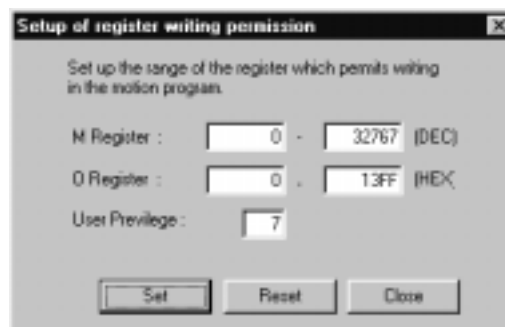 Setup of register writing permission
Set up the range of the register which permits writing
in the motion program.
M Register : 0 - 32767 (DEC)
O Register : 0 . 13FF (HEX)
User Previlege : 7
Set Reset Close